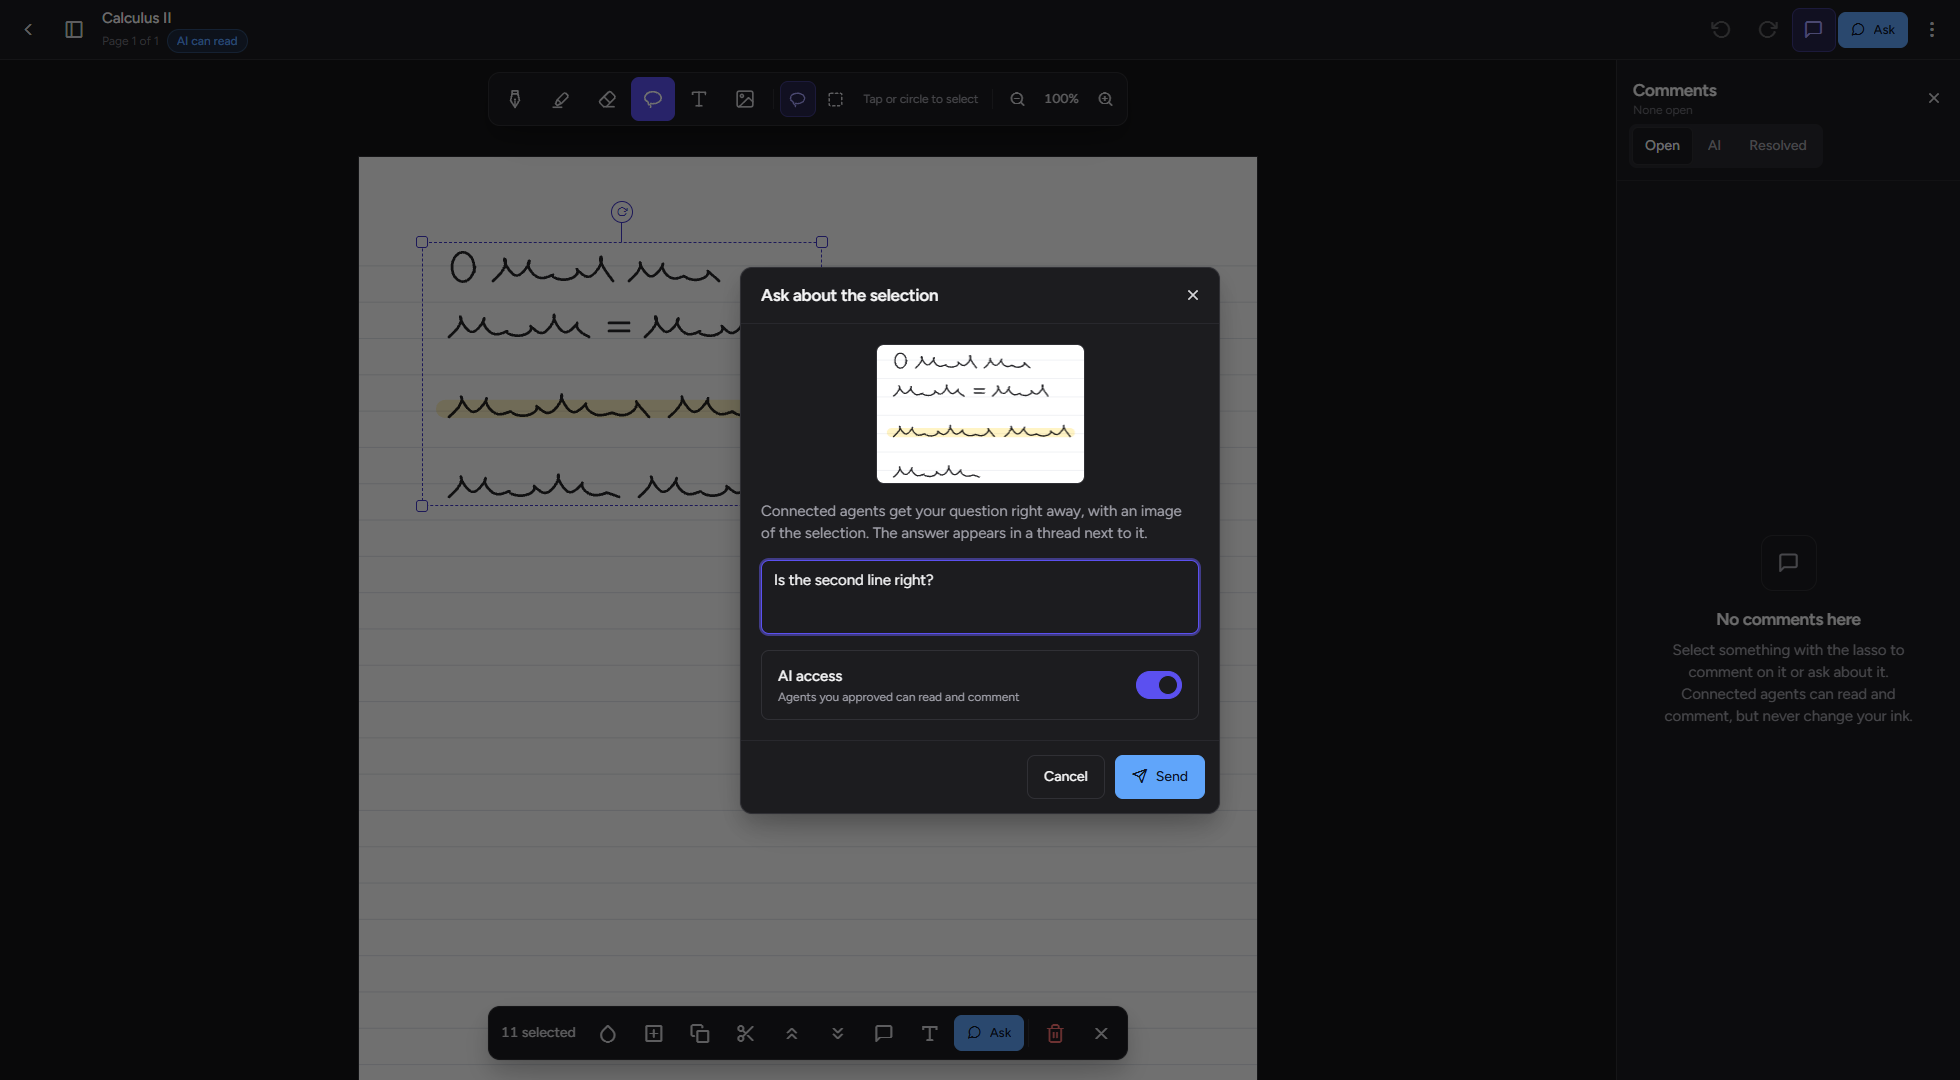 Calculus II
Page 1 of 1 AI can read
Ask
Tap or circle to select
100%
Comments
None open
Open AI Resolved
O
=
Ask about the selection
O
=
Connected agents get your question right away, with an image
of the selection. The answer appears in a thread next to it.
Is the second line right?
AI access
Agents you approved can read and comment
Cancel Send
No comments here
Select something with the lasso to
comment on it or ask about it.
Connected agents can read and
comment, but never change your ink.
11 selected
Ask